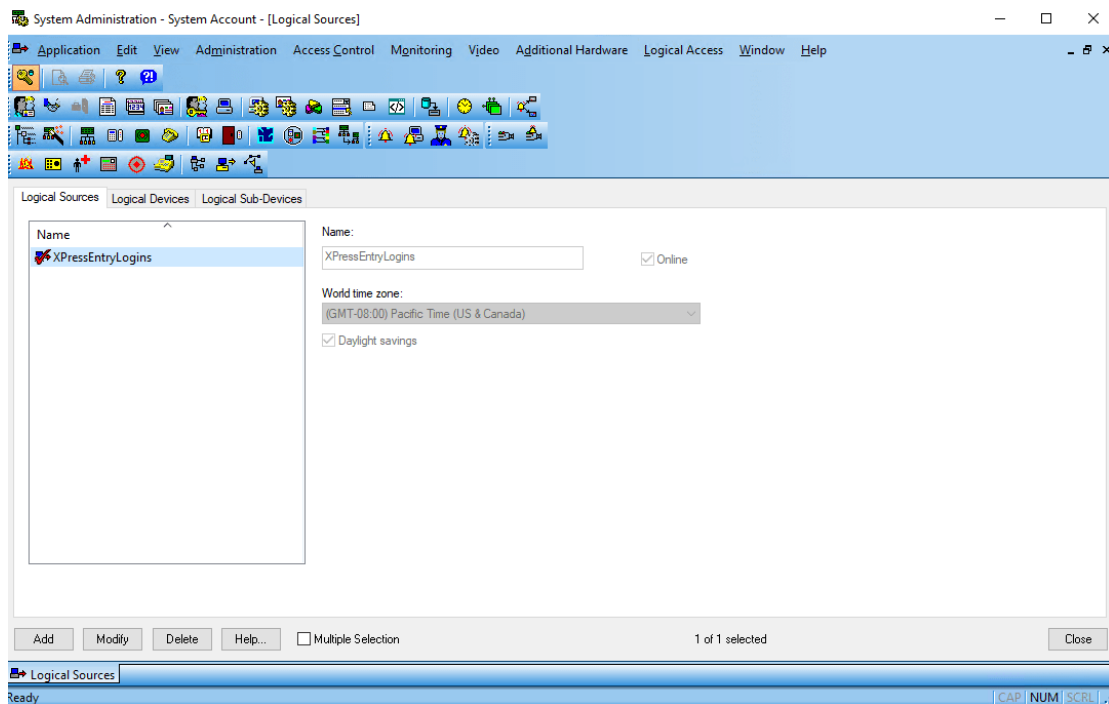 System Administration - System Account - [Logical Sources]
Application Edit View Administration Access Control Monitoring Video Additional Hardware Logical Access Window Help
Logical Sources Logical Devices Logical Sub-Devices
Name
XPressEntryLogins
Name:
XPressEntryLogins
Online
World time zone:
(GMT-08:00) Pacific Time (US & Canada)
Daylight savings
Add Modify Delete Help... Multiple Selection 1 of 1 selected Close
Logical Sources
Ready CAP NUM SCRL